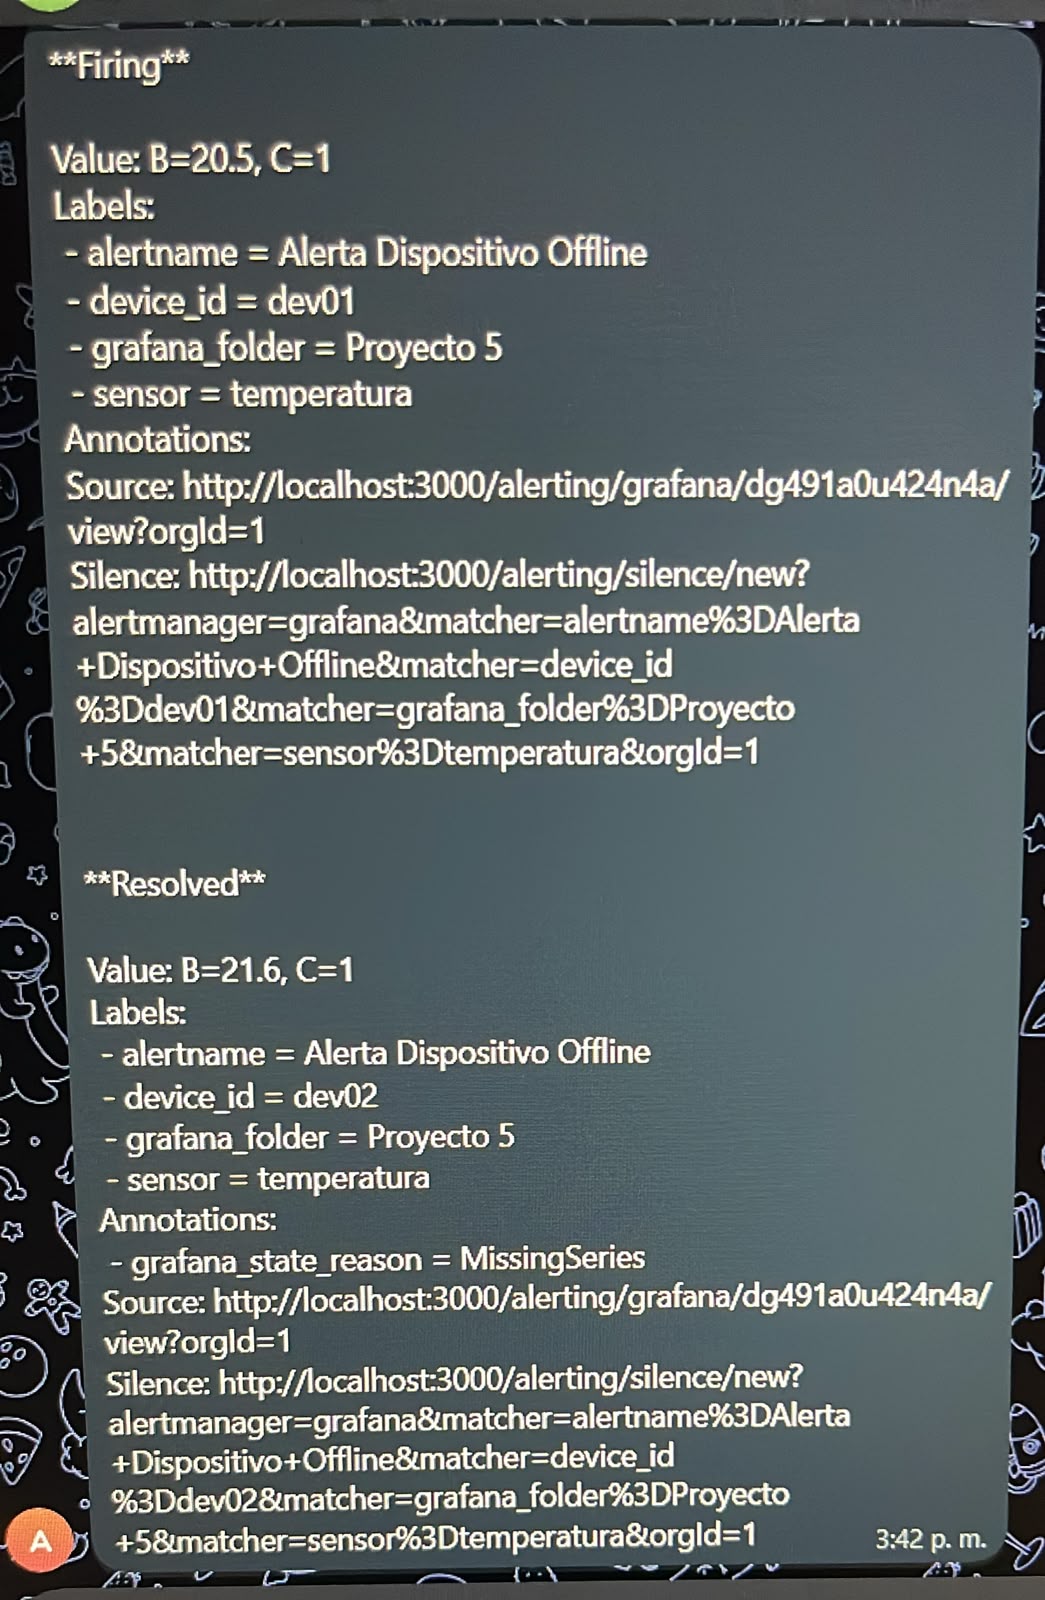 **Firing**
Value: B=20.5, C=1
Labels:
- alertname = Alerta Dispositivo Offline
- device_id = dev01
- grafana_folder = Proyecto 5
- sensor = temperatura
Annotations:
Source: http://localhost:3000/alerting/grafana/dg491a0u424n4a/
view?orgId=1
Silence: http://localhost:3000/alerting/silence/new?
alertmanager=grafana&matcher=alertname%3DAlerta
+Dispositivo+Offline&matcher=device_id
%3Ddev01&matcher=grafana_folder%3DProyecto
+5&matcher=sensor%3Dtemperatura&orgId=1
**Resolved**
Value: B=21.6, C=1
Labels:
- alertname = Alerta Dispositivo Offline
- device_id = dev02
- grafana_folder = Proyecto 5
- sensor = temperatura
Annotations:
- grafana_state_reason = MissingSeries
Source: http://localhost:3000/alerting/grafana/dg491a0u424n4a/
view?orgId=1
Silence: http://localhost:3000/alerting/silence/new?
alertmanager=grafana&matcher=alertname%3DAlerta
+Dispositivo+Offline&matcher=device_id
%3Ddev02&matcher=grafana_folder%3DProyecto
+5&matcher=sensor%3Dtemperatura&orgId=1
3:42 p. m.
A